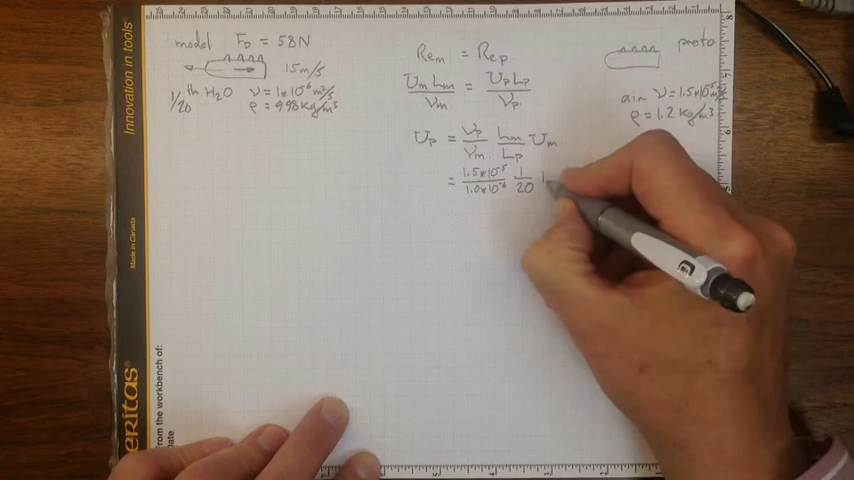 model F_D = 58N
15 m/s
1/20 th H₂O ν = 1×10⁻⁶ m²/s
ρ = 998 kg/m³
Re_m = Re_p
U_m L_m / ν_m = U_p L_p / ν_p
U_p = ν_p / ν_m L_m / L_p U_m
= 1.5×10⁻⁵ / 1.0×10⁻⁶ 1 / 20 1
proto
air ν = 1.5×10⁻⁵ m²/s
ρ = 1.2 kg/m³
Innovation in tools™
Made in Canada
eritas®
From the workbench of: